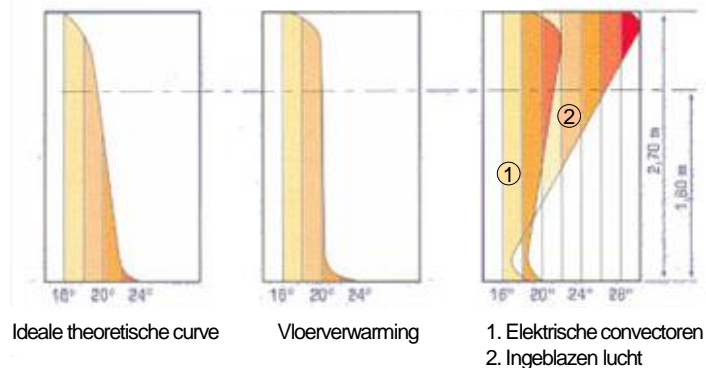 1
2
2,70 m
1,80 m
16° 20° 24°
16° 20° 24°
16° 20° 24° 28°
Ideale theoretische curve
Vloerverwarming
1. Elektrische convectoren
2. Ingeblazen lucht